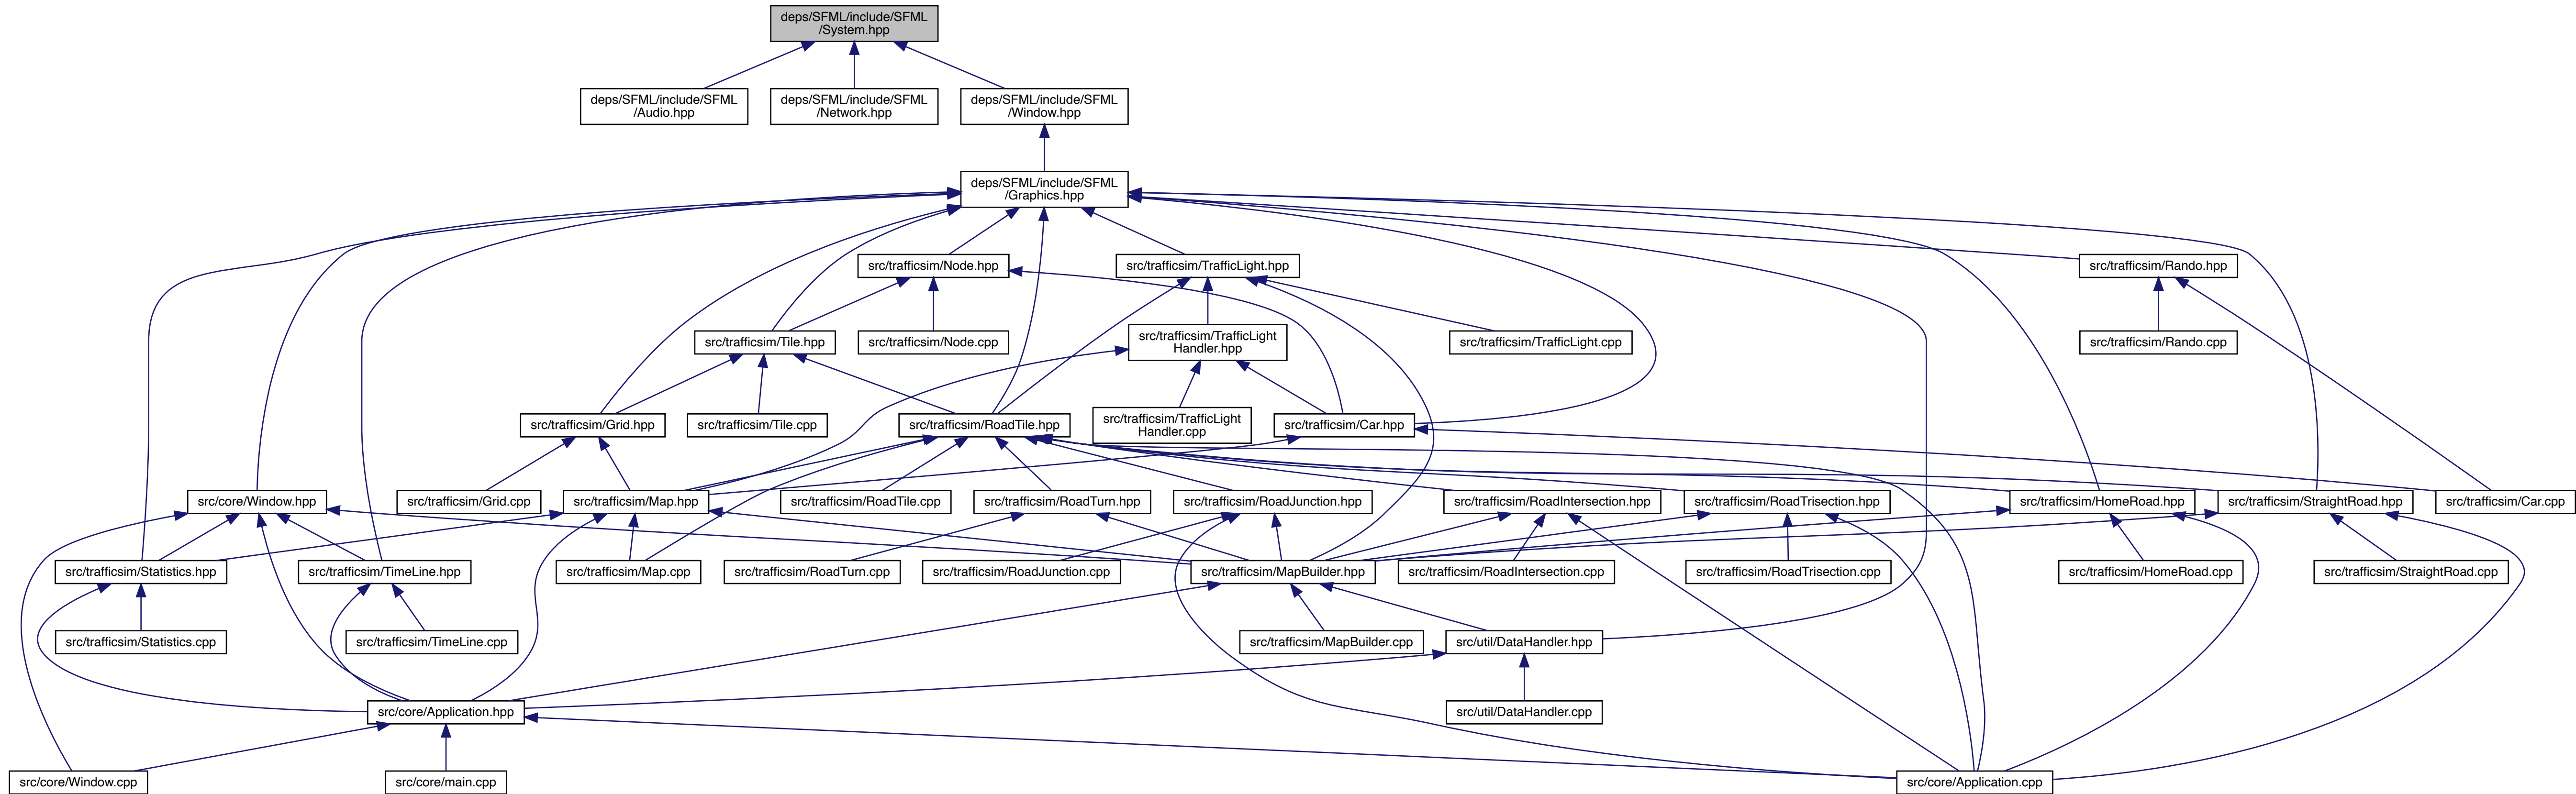 deps/SFML/include/SFML
/System.hpp
deps/SFML/include/SFML
/Audio.hpp
deps/SFML/include/SFML
/Network.hpp
deps/SFML/include/SFML
/Window.hpp
deps/SFML/include/SFML
/Graphics.hpp
src/trafficsim/Node.hpp
src/trafficsim/TrafficLight.hpp
src/trafficsim/Rando.hpp
src/trafficsim/Tile.hpp
src/trafficsim/Node.cpp
src/trafficsim/TrafficLight
Handler.hpp
src/trafficsim/TrafficLight.cpp
src/trafficsim/Rando.cpp
src/trafficsim/Grid.hpp
src/trafficsim/Tile.cpp
src/trafficsim/RoadTile.hpp
src/trafficsim/TrafficLight
Handler.cpp
src/trafficsim/Car.hpp
src/core/Window.hpp
src/trafficsim/Grid.cpp
src/trafficsim/Map.hpp
src/trafficsim/RoadTile.cpp
src/trafficsim/RoadTurn.hpp
src/trafficsim/RoadJunction.hpp
src/trafficsim/RoadIntersection.hpp
src/trafficsim/RoadTrisection.hpp
src/trafficsim/HomeRoad.hpp
src/trafficsim/StraightRoad.hpp
src/trafficsim/Car.cpp
src/trafficsim/Statistics.hpp
src/trafficsim/TimeLine.hpp
src/trafficsim/Map.cpp
src/trafficsim/RoadTurn.cpp
src/trafficsim/RoadJunction.cpp
src/trafficsim/MapBuilder.hpp
src/trafficsim/RoadIntersection.cpp
src/trafficsim/RoadTrisection.cpp
src/trafficsim/HomeRoad.cpp
src/trafficsim/StraightRoad.cpp
src/trafficsim/Statistics.cpp
src/trafficsim/TimeLine.cpp
src/trafficsim/MapBuilder.cpp
src/util/DataHandler.hpp
src/core/Application.hpp
src/util/DataHandler.cpp
src/core/Window.cpp
src/core/main.cpp
src/core/Application.cpp